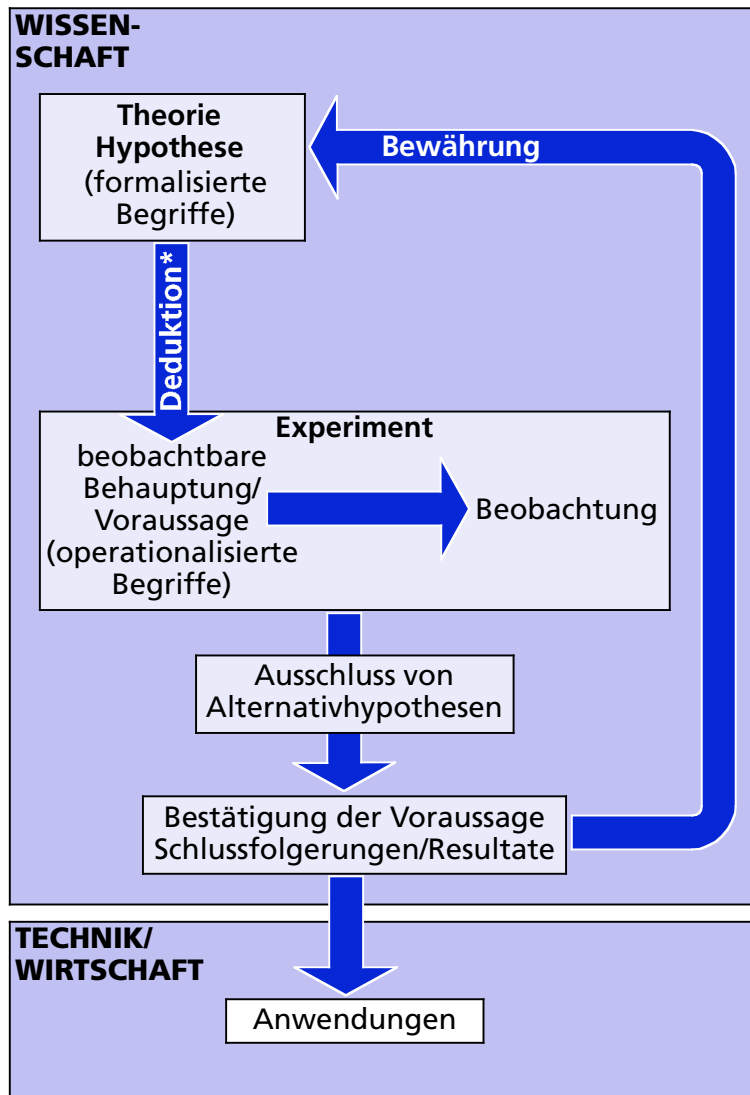 WISSEN-
SCHAFT
Theorie
Hypothese
(formalisierte
Begriffe)
Bewährung
Deduktion*
Experiment
beobachtbare
Behauptung/
Voraussage
(operationalisierte
Begriffe)
Beobachtung
Ausschluss von
Alternativhypothesen
Bestätigung der Voraussage
Schlussfolgerungen/Resultate
TECHNIK/
WIRTSCHAFT
Anwendungen